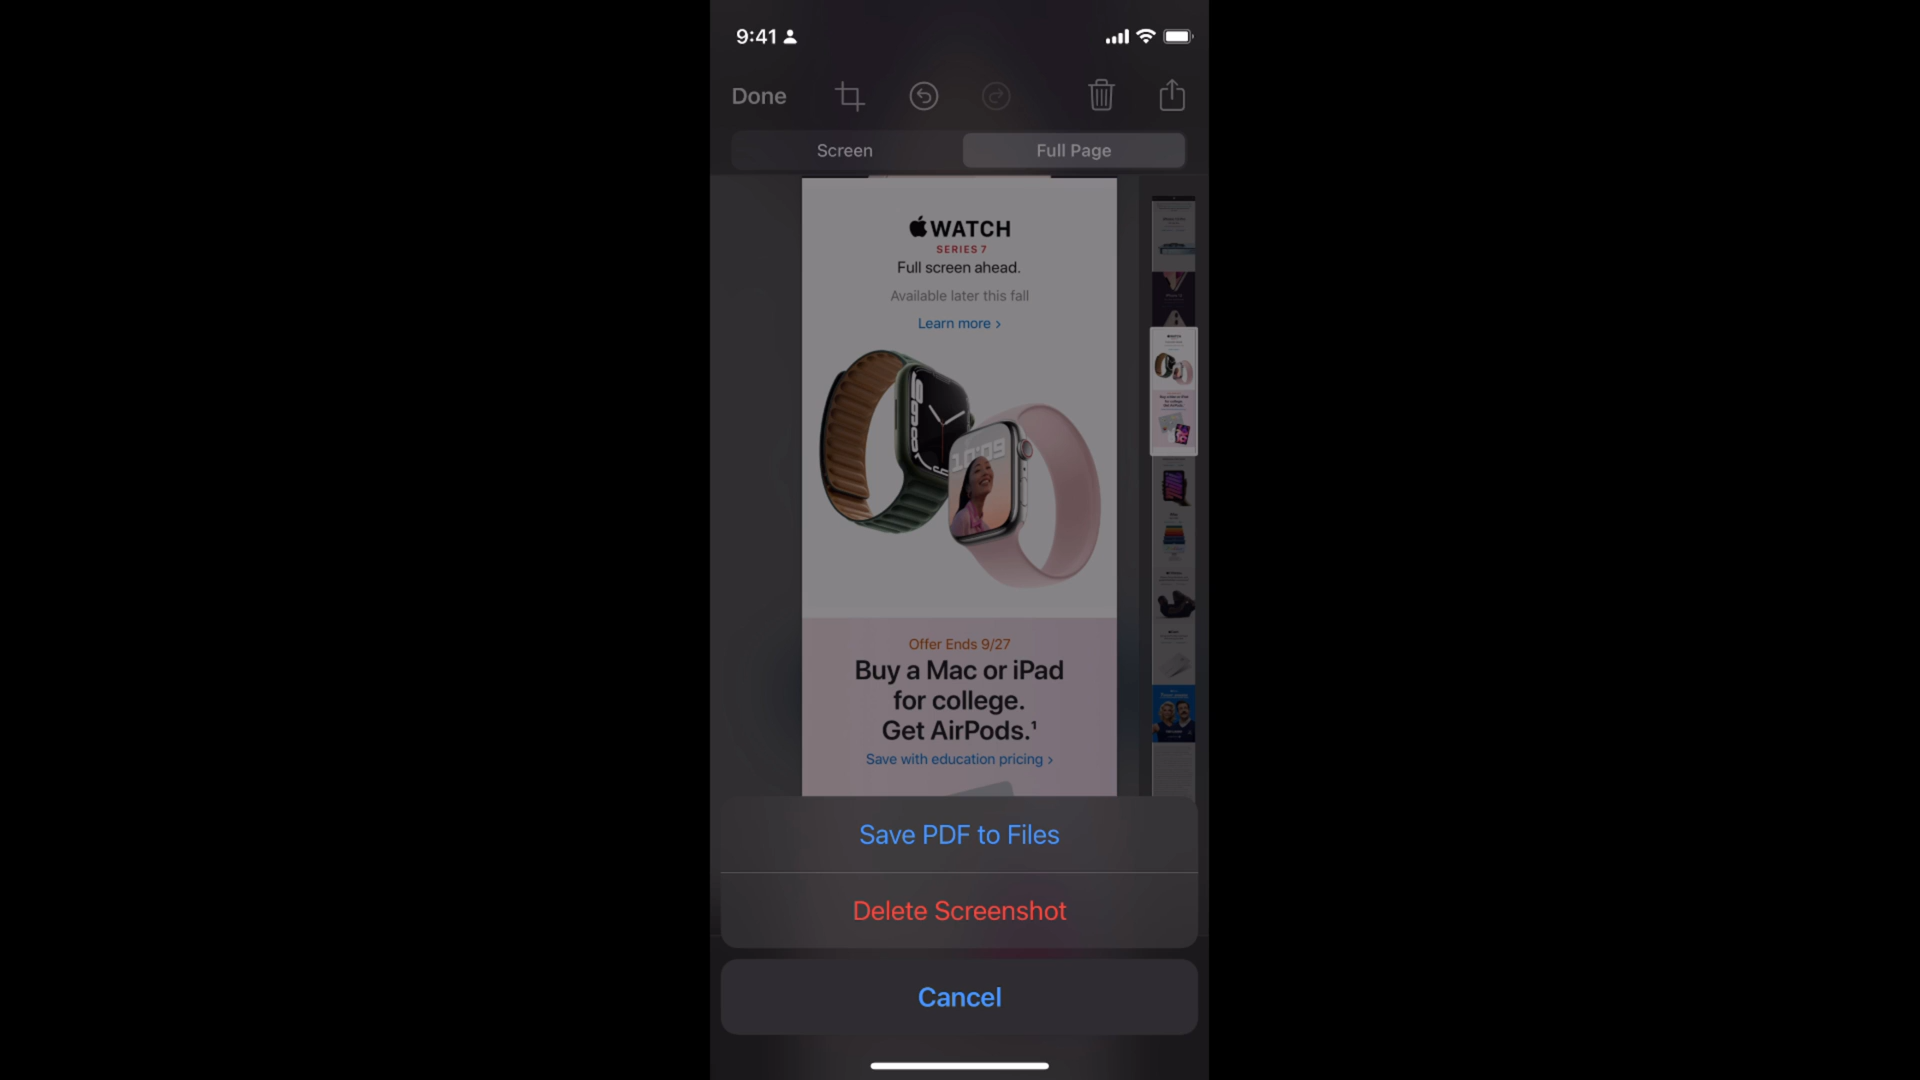 9:41
Done
Screen
Full Page
WATCH
SERIES 7
Full screen ahead.
Available later this fall
Learn more >
10:09
Offer Ends 9/27
Buy a Mac or iPad
for college.
Get AirPods.¹
Save with education pricing >
Save PDF to Files
Delete Screenshot
Cancel